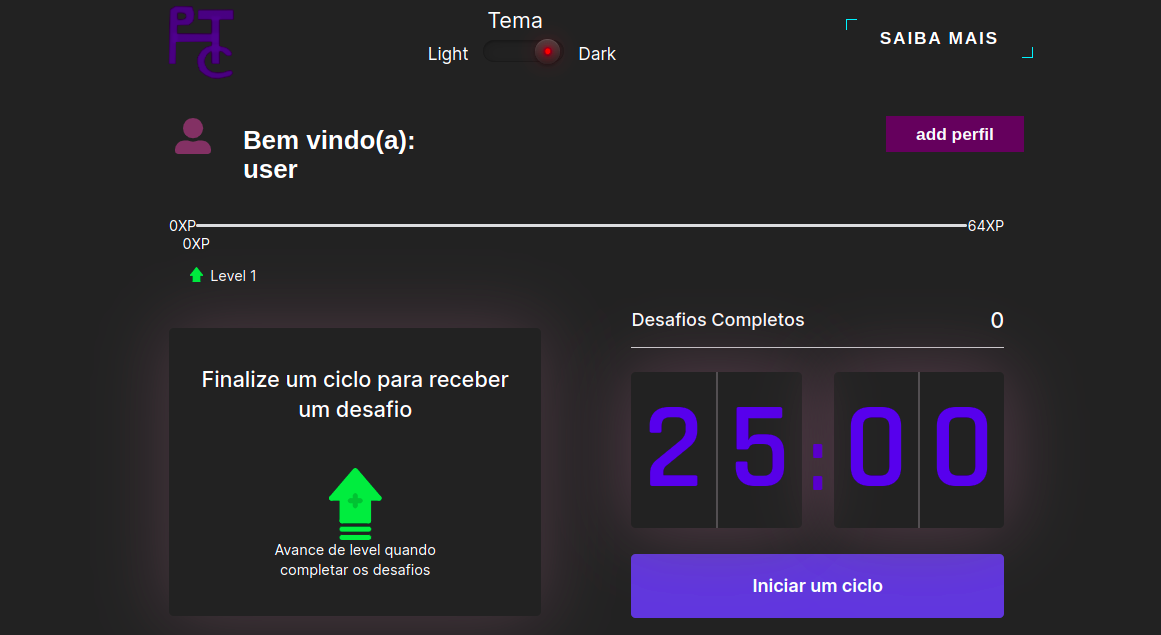 PTC
Tema
Light
Dark
SAIBA MAIS
Bem vindo(a):
user
add perfil
0XP
64XP
0XP
Level 1
Desafios Completos
0
Finalize um ciclo para receber
um desafio
25:00
Avance de level quando
completar os desafios
Iniciar um ciclo